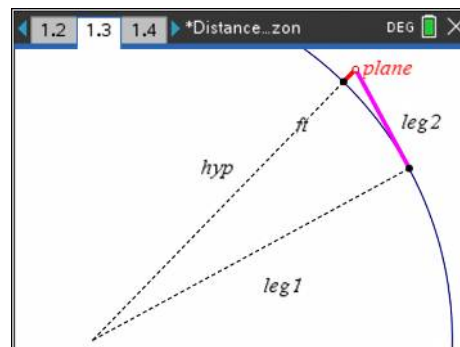 1.2 1.3 1.4 *Distance...zon DEG
plane
leg2
ft
hyp
leg1